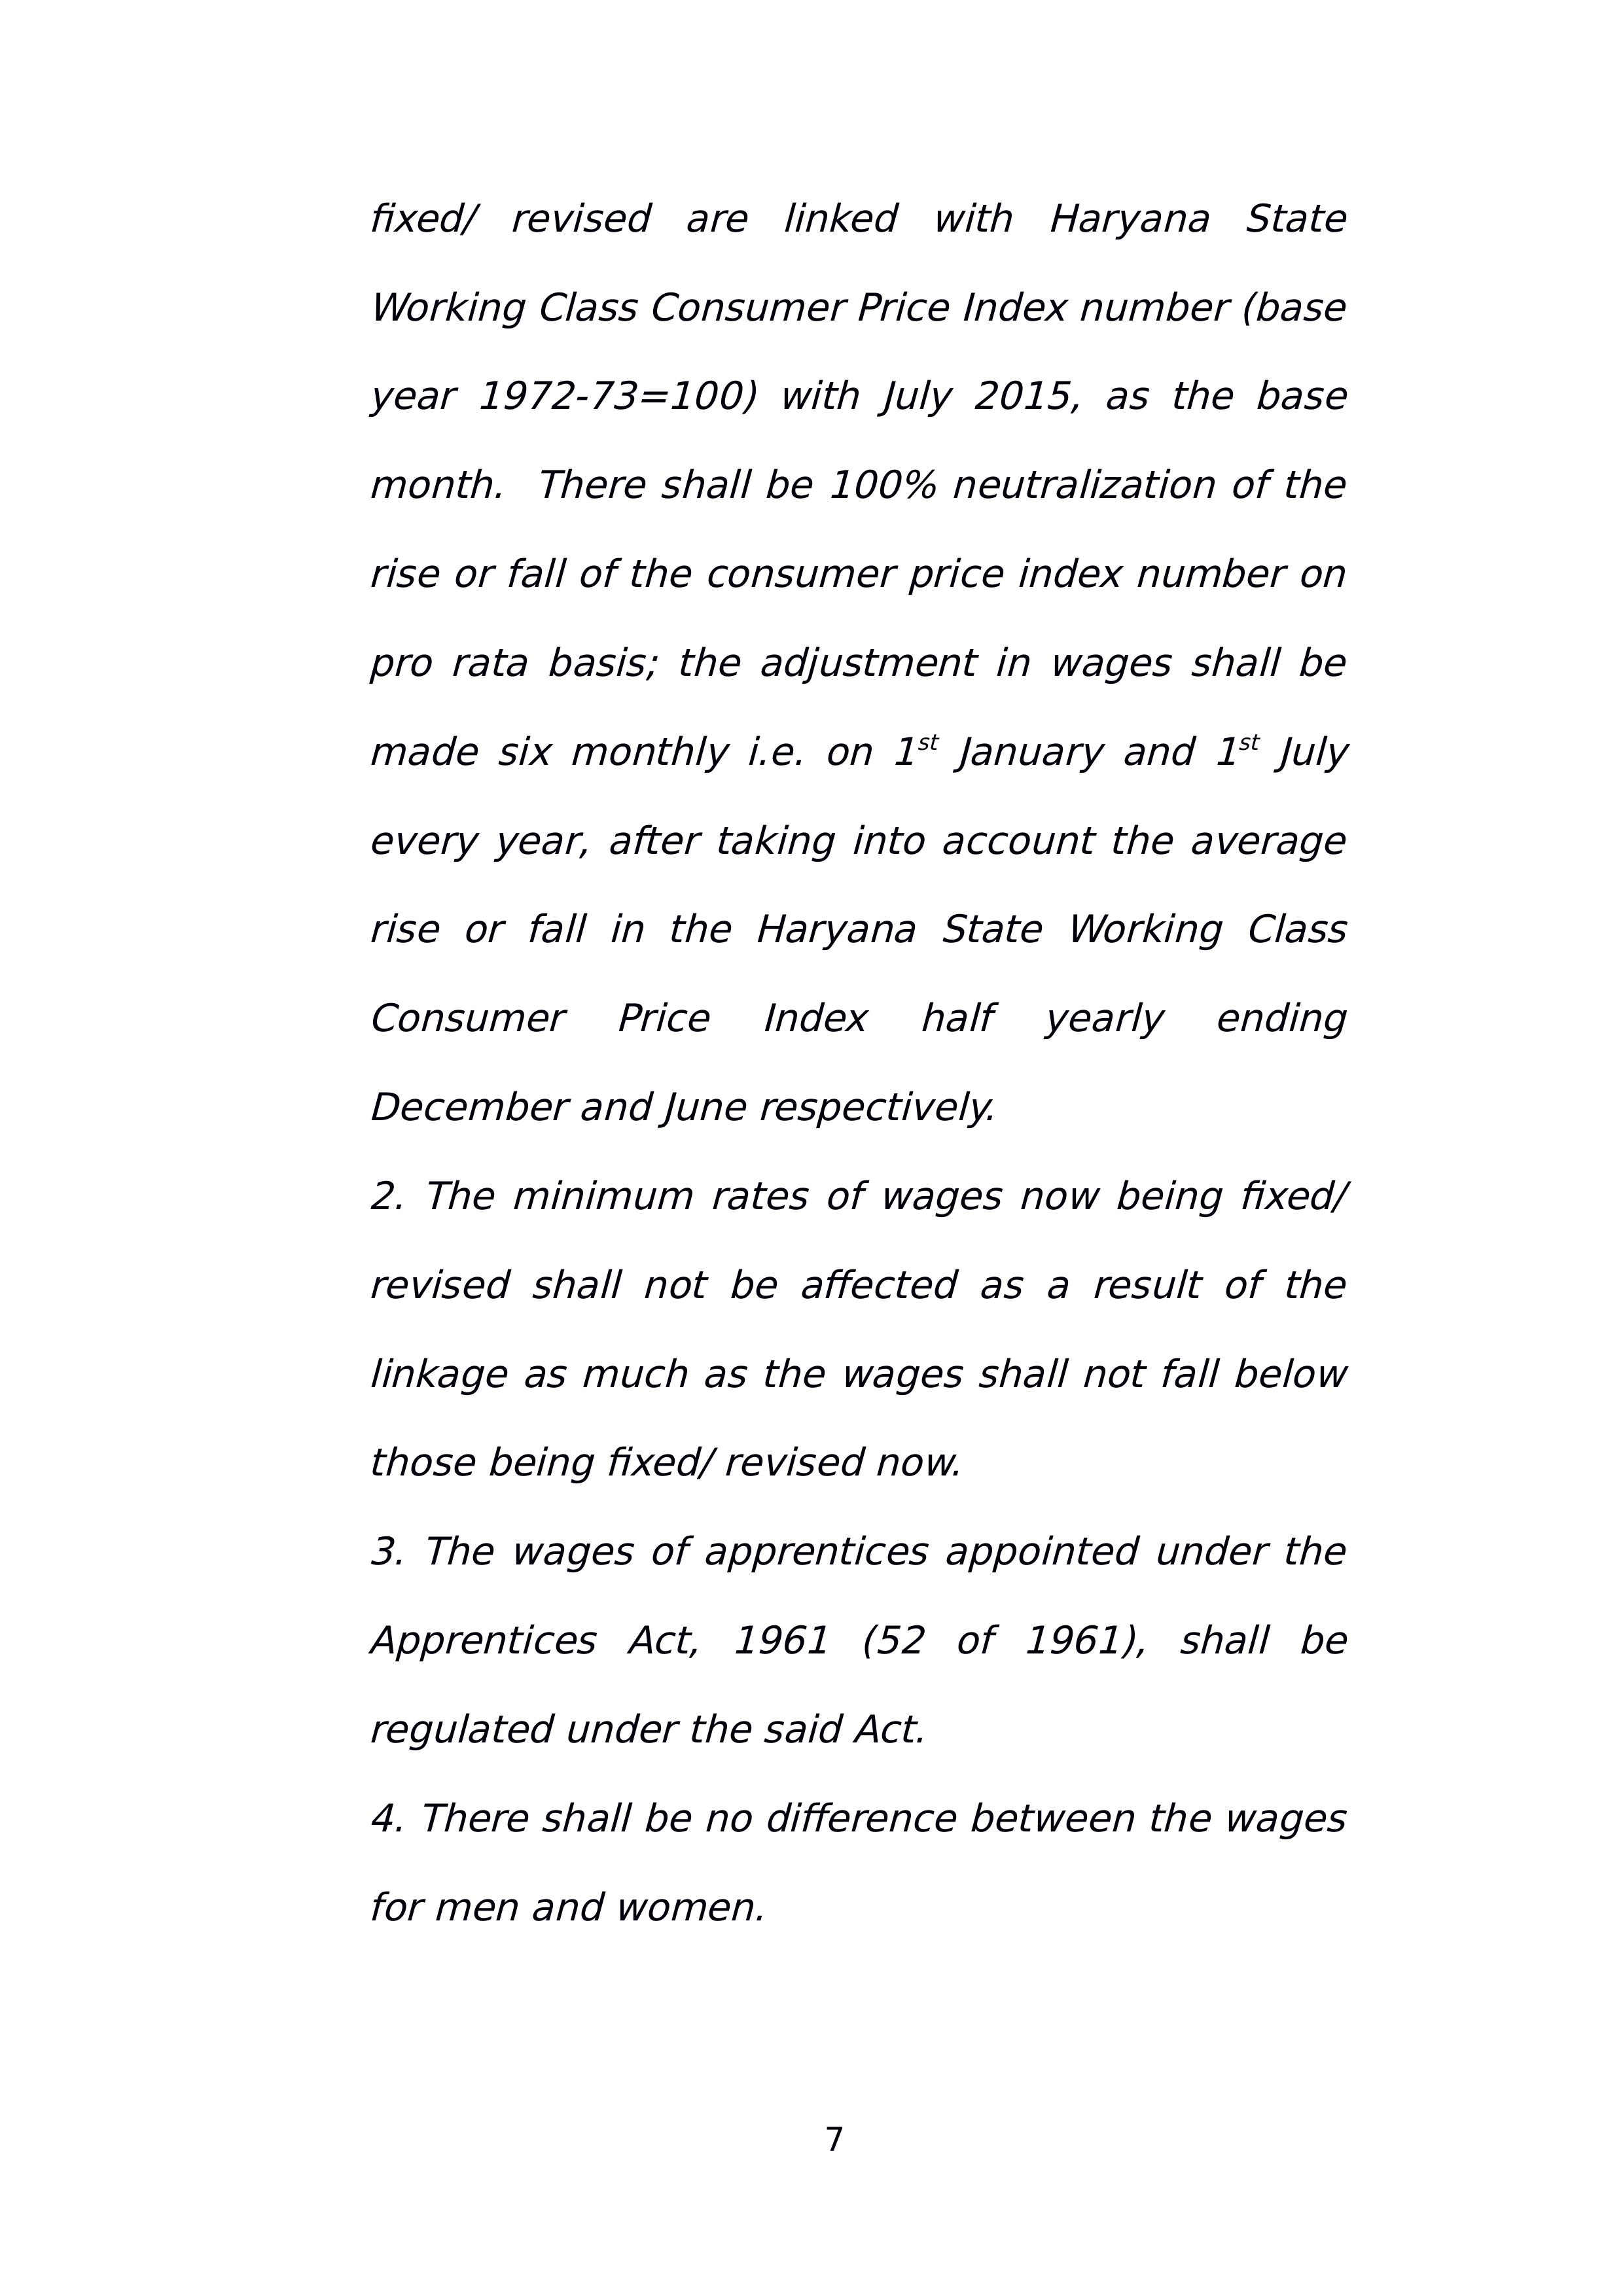 fixed/ revised are linked with Haryana State
Working Class Consumer Price Index number (base
year 1972-73=100) with July 2015, as the base
month. There shall be 100% neutralization of the
rise or fall of the consumer price index number on
pro rata basis; the adjustment in wages shall be
made six monthly i.e. on 1st January and 1st July
every year, after taking into account the average
rise or fall in the Haryana State Working Class
Consumer Price Index half yearly ending
December and June respectively.
2. The minimum rates of wages now being fixed/
revised shall not be affected as a result of the
linkage as much as the wages shall not fall below
those being fixed/ revised now.
3. The wages of apprentices appointed under the
Apprentices Act, 1961 (52 of 1961), shall be
regulated under the said Act.
4. There shall be no difference between the wages
for men and women.
7